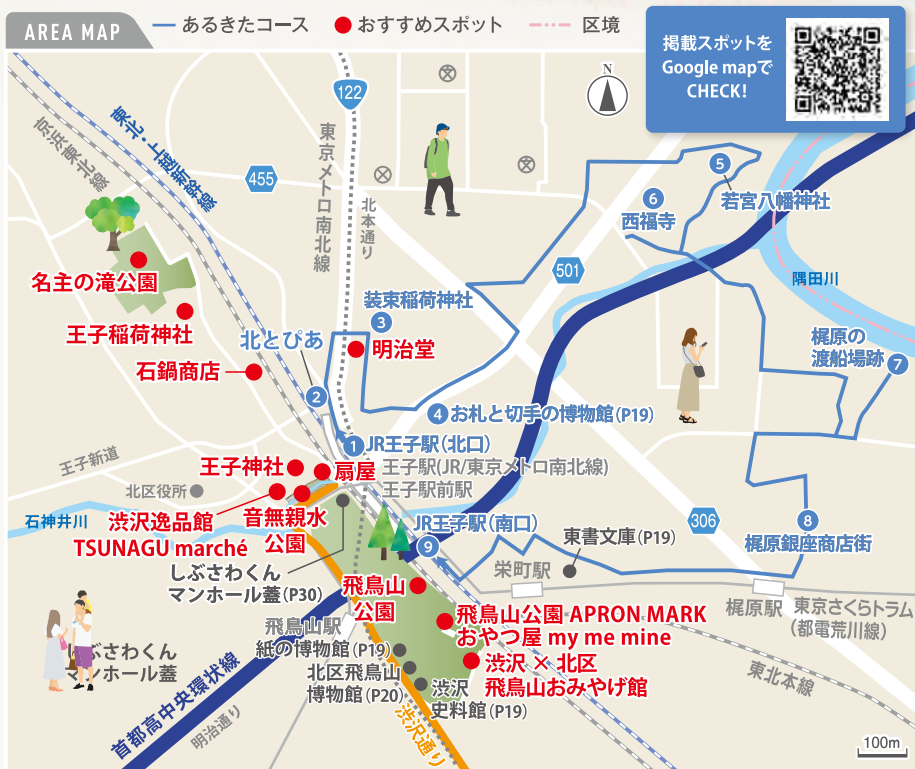 AREA MAP
あるきたコース
おすすめスポット
区境
掲載スポットを
Google mapで
CHECK!
N
122
455
501
306
京浜東北線
東北・上越新幹線
東京メトロ南北線
北本通り
5
若宮八幡神社
6
西福寺
隅田川
名主の滝公園
王子稲荷神社
石鍋商店
装束稲荷神社
3
明治堂
北とぴあ
2
梶原の
渡船場跡
7
4 お札と切手の博物館(P19)
1 JR王子駅(北口)
王子駅(JR/東京メトロ南北線)
王子駅前駅
王子新道
王子神社
扇屋
北区役所
石神井川
渋沢逸品館
TSUNAGU marché
音無親水
公園
しぶさわくん
マンホール蓋(P30)
JR王子駅(南口)
9
東書文庫(P19)
8
梶原銀座商店街
栄町駅
梶原駅
東京さくらトラム
(都電荒川線)
東北本線
飛鳥山
公園
飛鳥山公園 APRON MARK
おやつ屋 my me mine
渋沢 × 北区
飛鳥山おみやげ館
飛鳥山駅
紙の博物館(P19)
北区飛鳥山
博物館(P20)
渋沢
史料館(P19)
ぶさわくん
マンホール蓋
首都高中央環状線
明治通り
渋沢通り
100m